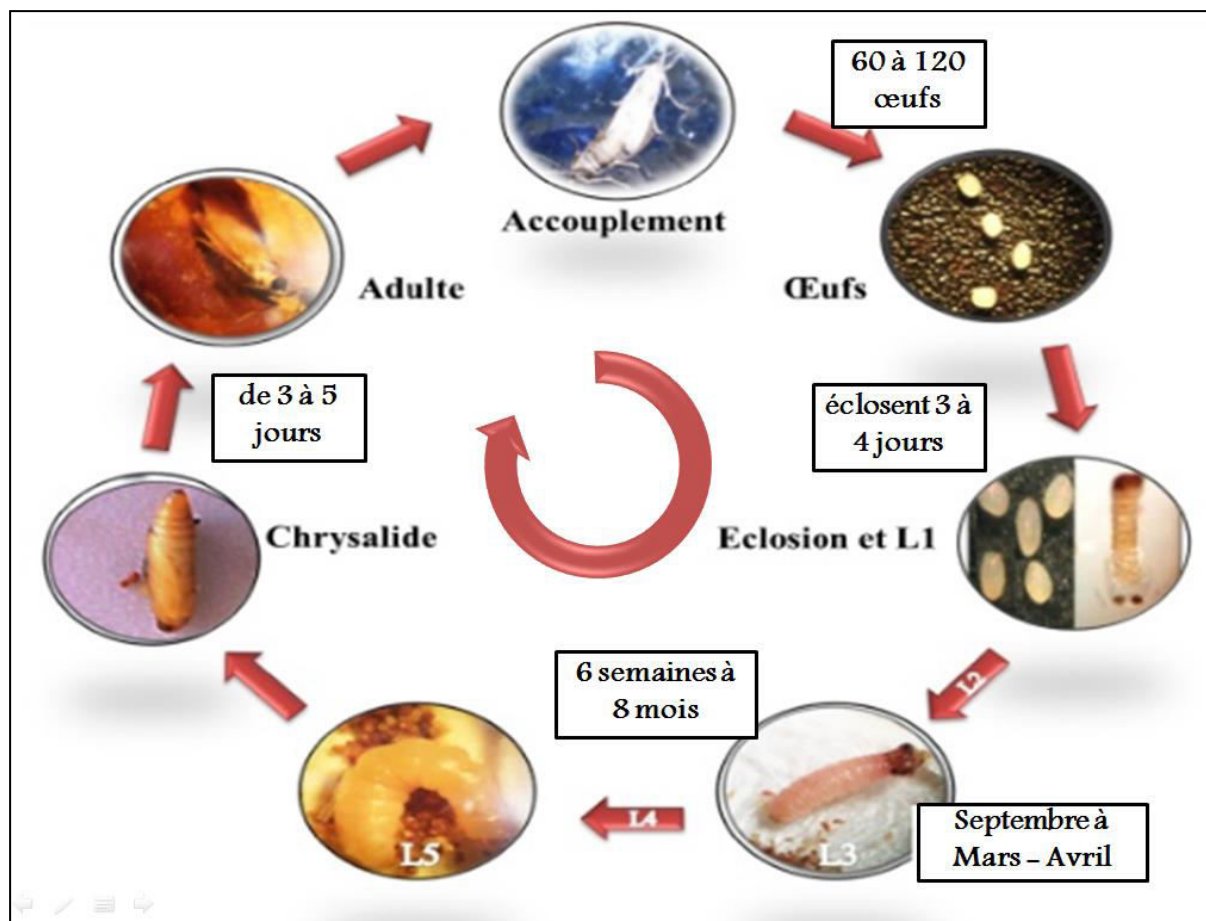 60 à 120
œufs
Accouplement
Adulte
Œufs
de 3 à 5
jours
éclosent 3 à
4 jours
Chrysalide
Eclosion et L1
L2
6 semaines à
8 mois
L5
L4
L3
Septembre à
Mars – Avril